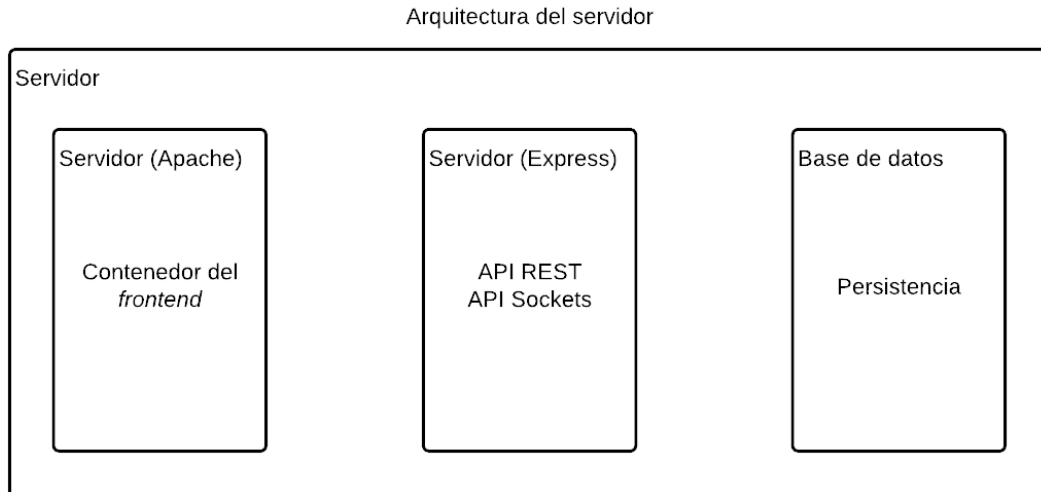 Arquitectura del servidor
Servidor
Servidor (Apache)
Contenedor del
frontend
Servidor (Express)
API REST
API Sockets
Base de datos
Persistencia